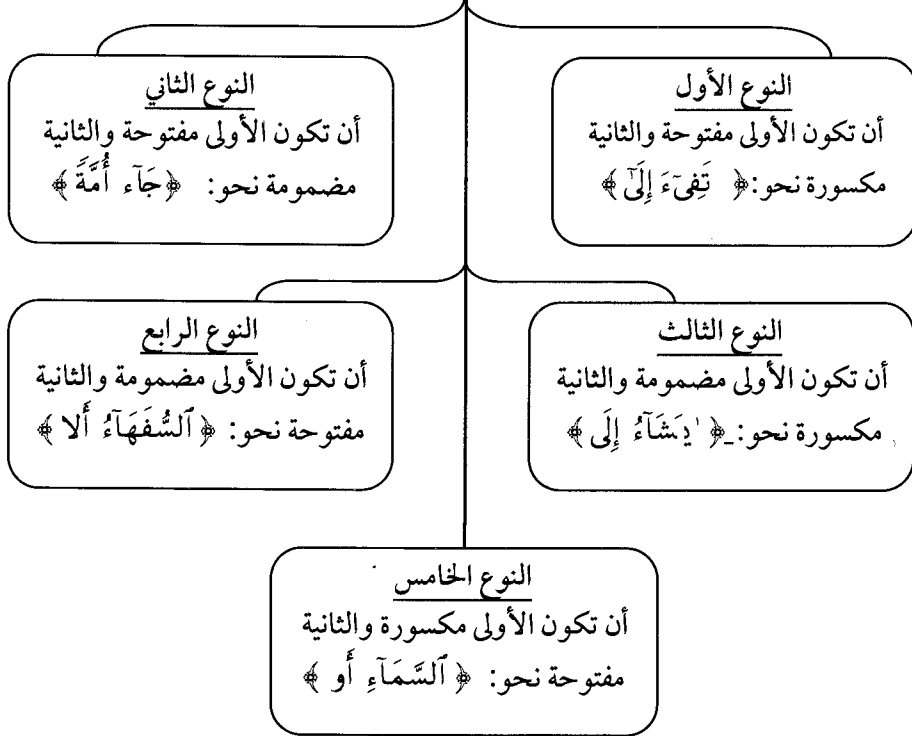 النوع الأول
أن تكون الأولى مفتوحة والثانية
مكسورة نحو: ﴿ تَفِىٓءَ إِلَىٰٓ ﴾
النوع الثاني
أن تكون الأولى مفتوحة والثانية
مضمومة نحو: ﴿ جَآءَ أُمَّةً ﴾
النوع الثالث
أن تكون الأولى مضمومة والثانية
مكسورة نحو: ﴿ يَشَآءُ إِلَى ﴾
النوع الرابع
أن تكون الأولى مضمومة والثانية
مفتوحة نحو: ﴿ ٱلسُّفَهَآءُ أَلا ﴾
النوع الخامس
أن تكون الأولى مكسورة والثانية
مفتوحة نحو: ﴿ ٱلسَّمَآءِ أَو ﴾